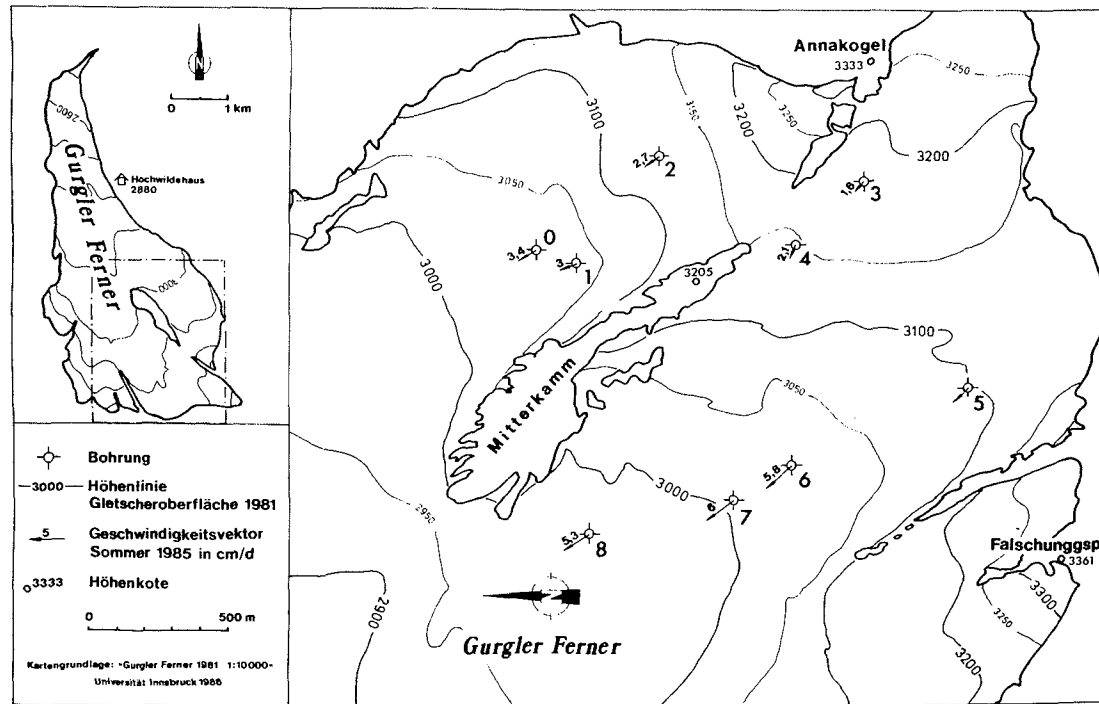 N
0 1 km
2600
Gurgler Ferner
Hochwildehaus
2880
3000
Bohrung
3000 Höhenlinie
Gletscheroberfläche 1981
5 Geschwindigkeitsvektor
Sommer 1985 in cm/d
3333 Höhenkote
0 500 m
Kartengrundlage: "Gurgler Ferner 1981 1:10000"
Universität Innsbruck 1986
Annakogel
3333
3250
3100
3150
3200
3250
3200
2,7 2
1,8 3
3050
3,4 0
3 1
2,1 4
3205
3000
3100
Mitterkamm
3050
5
5,8 6
3000
6 7
2950
5,3 8
Falschunggsp
3361
2900
3300
3250
3200
Gurgler Ferner